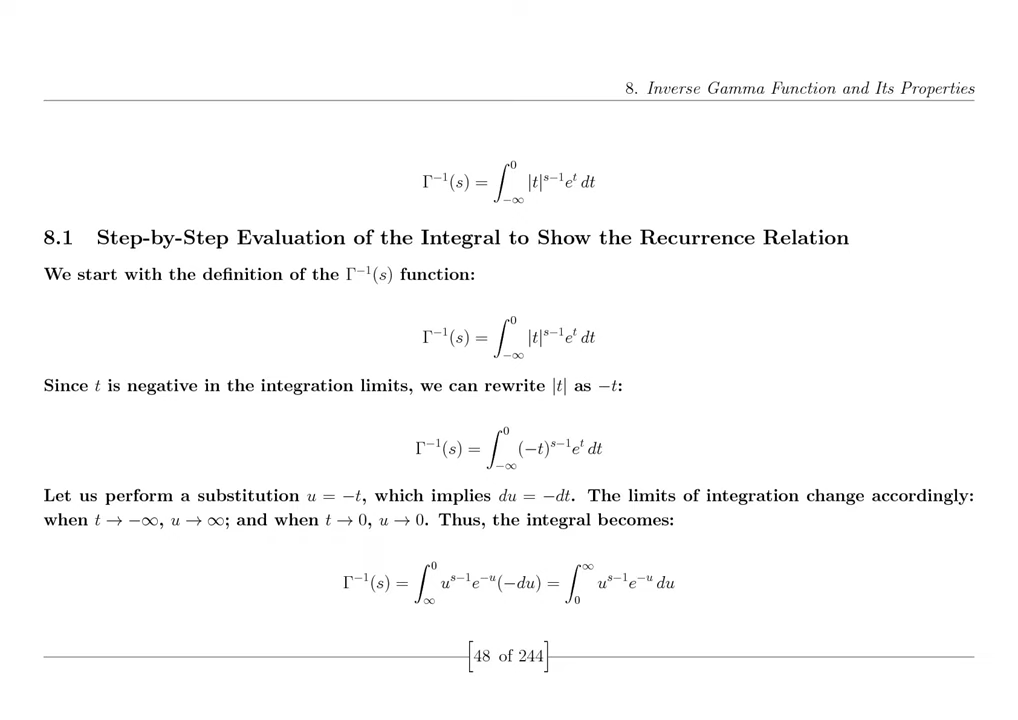 8. Inverse Gamma Function and Its Properties
Γ⁻¹(s) = ∫_{−∞}^{0} |t|^{s−1} e^{t} dt
8.1 Step-by-Step Evaluation of the Integral to Show the Recurrence Relation
We start with the definition of the Γ⁻¹(s) function:
Γ⁻¹(s) = ∫_{−∞}^{0} |t|^{s−1} e^{t} dt
Since t is negative in the integration limits, we can rewrite |t| as −t:
Γ⁻¹(s) = ∫_{−∞}^{0} (−t)^{s−1} e^{t} dt
Let us perform a substitution u = −t, which implies du = −dt. The limits of integration change accordingly:
when t → −∞, u → ∞; and when t → 0, u → 0. Thus, the integral becomes:
Γ⁻¹(s) = ∫_{∞}^{0} u^{s−1} e^{−u} (−du) = ∫_{0}^{∞} u^{s−1} e^{−u} du
[48 of 244]